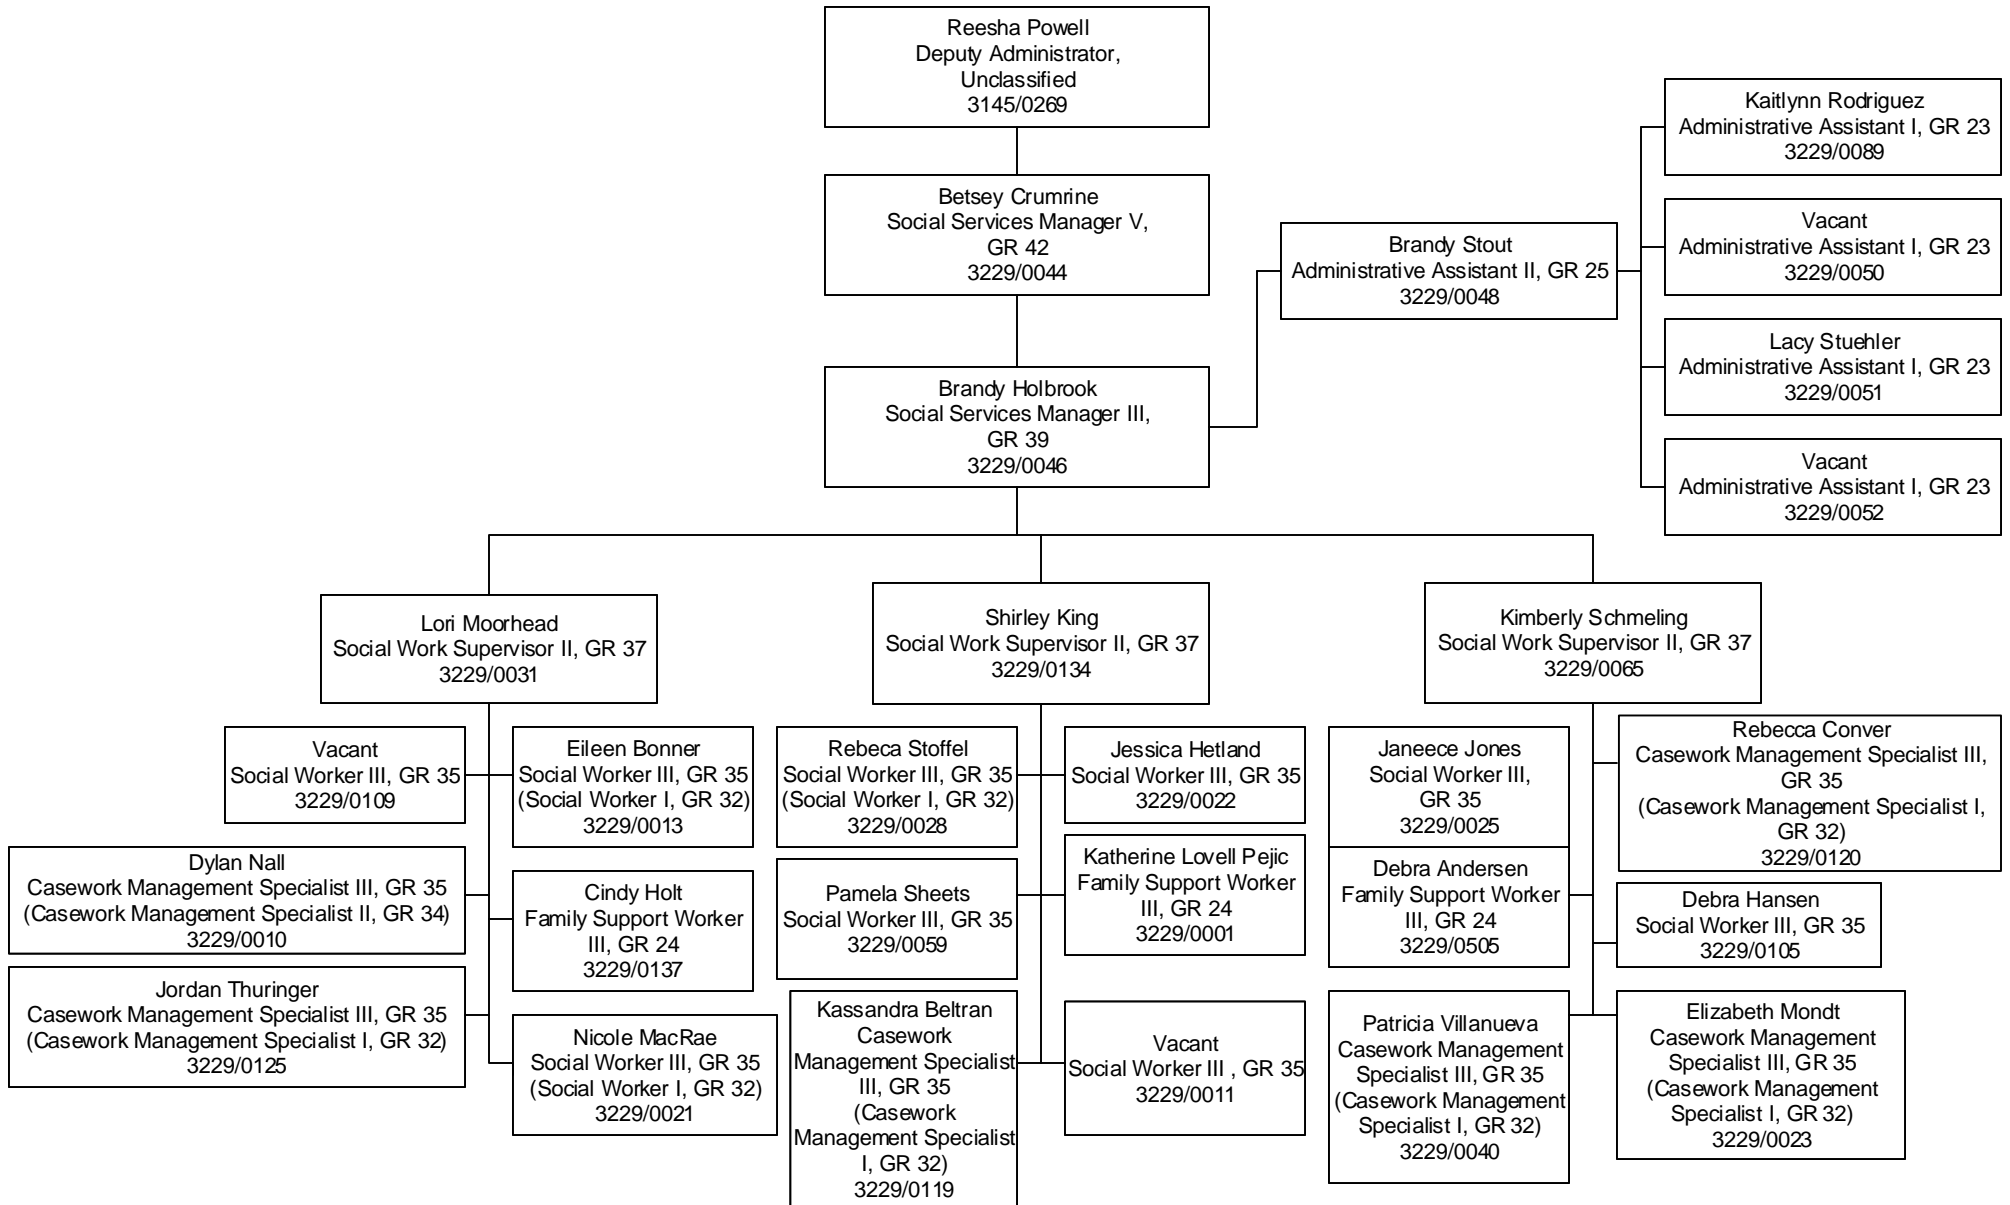 Reesha Powell
Deputy Administrator,
Unclassified
3145/0269
Betsey Crumrine
Social Services Manager V,
GR 42
3229/0044
Brandy Holbrook
Social Services Manager III,
GR 39
3229/0046
Brandy Stout
Administrative Assistant II, GR 25
3229/0048
Kaitlynn Rodriguez
Administrative Assistant I, GR 23
3229/0089
Vacant
Administrative Assistant I, GR 23
3229/0050
Lacy Stuehler
Administrative Assistant I, GR 23
3229/0051
Vacant
Administrative Assistant I, GR 23
3229/0052
Lori Moorhead
Social Work Supervisor II, GR 37
3229/0031
Vacant
Social Worker III, GR 35
3229/0109
Eileen Bonner
Social Worker III, GR 35
(Social Worker I, GR 32)
3229/0013
Dylan Nall
Casework Management Specialist III, GR 35
(Casework Management Specialist II, GR 34)
3229/0010
Cindy Holt
Family Support Worker
III, GR 24
3229/0137
Jordan Thuringer
Casework Management Specialist III, GR 35
(Casework Management Specialist I, GR 32)
3229/0125
Nicole MacRae
Social Worker III, GR 35
(Social Worker I, GR 32)
3229/0021
Shirley King
Social Work Supervisor II, GR 37
3229/0134
Rebeca Stoffel
Social Worker III, GR 35
(Social Worker I, GR 32)
3229/0028
Jessica Hetland
Social Worker III, GR 35
3229/0022
Pamela Sheets
Social Worker III, GR 35
3229/0059
Katherine Lovell Pejic
Family Support Worker
III, GR 24
3229/0001
Kassandra Beltran
Casework
Management Specialist
III, GR 35
(Casework
Management Specialist
I, GR 32)
3229/0119
Vacant
Social Worker III , GR 35
3229/0011
Kimberly Schmeling
Social Work Supervisor II, GR 37
3229/0065
Janeece Jones
Social Worker III,
GR 35
3229/0025
Rebecca Conver
Casework Management Specialist III,
GR 35
(Casework Management Specialist I,
GR 32)
3229/0120
Debra Andersen
Family Support Worker
III, GR 24
3229/0505
Debra Hansen
Social Worker III, GR 35
3229/0105
Patricia Villanueva
Casework Management
Specialist III, GR 35
(Casework Management
Specialist I, GR 32)
3229/0040
Elizabeth Mondt
Casework Management
Specialist III, GR 35
(Casework Management
Specialist I, GR 32)
3229/0023